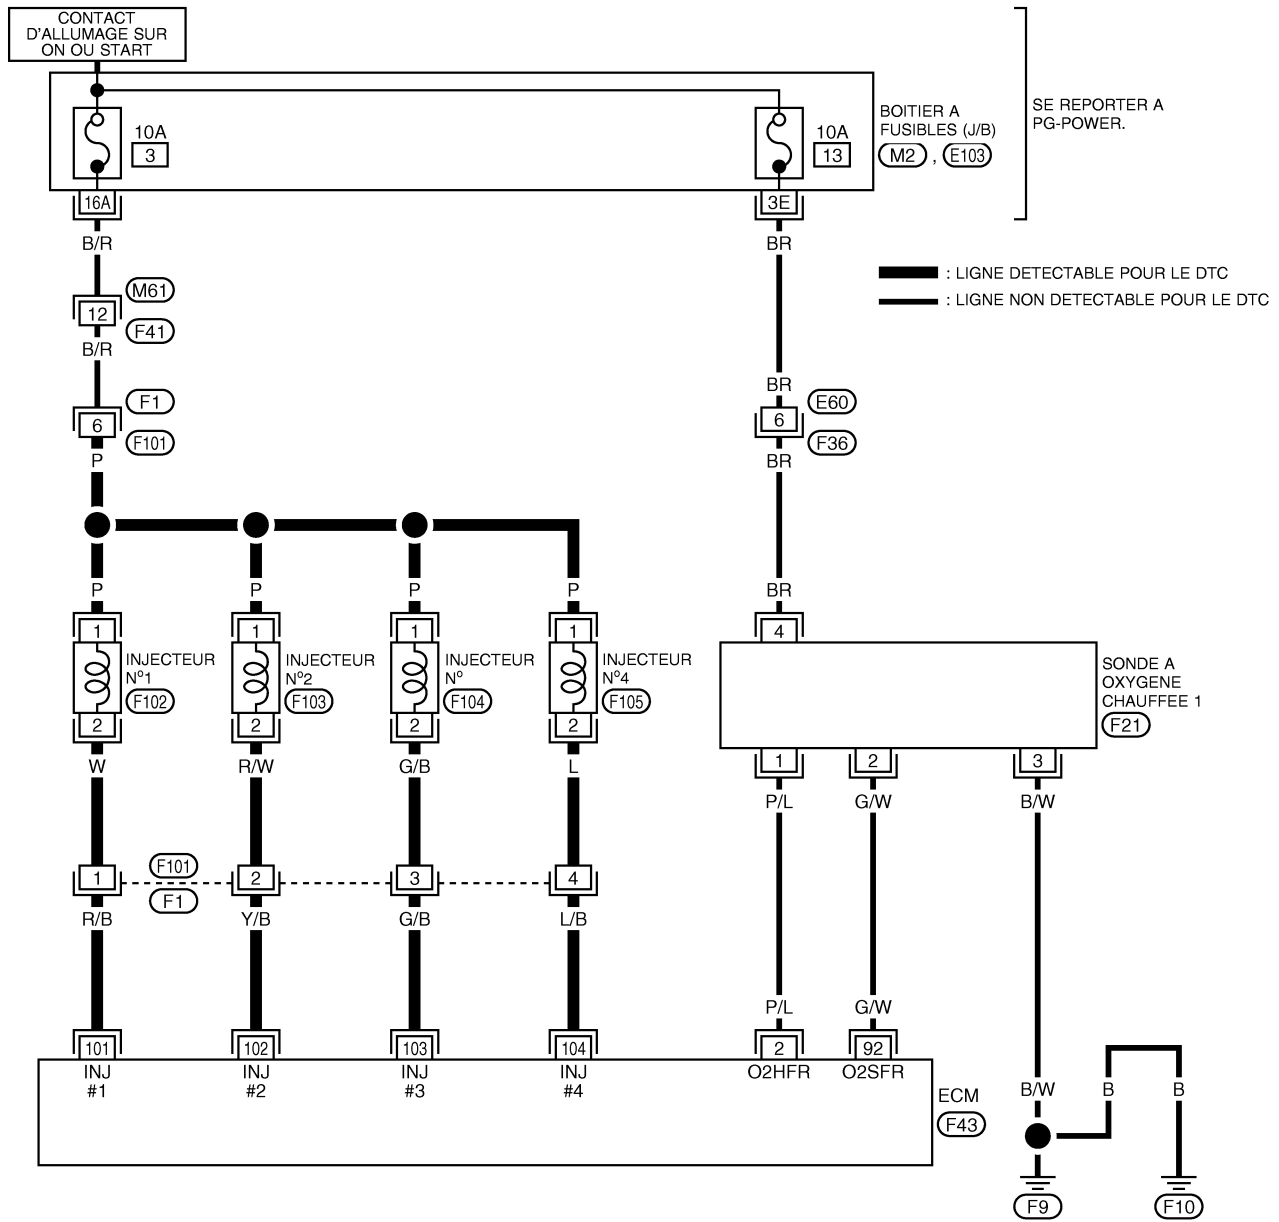 CONTACT
D'ALLUMAGE SUR
ON OU START
10A
3
10A
13
BOITIER A
FUSIBLES (J/B)
M2 , E103
SE REPORTER A
PG-POWER.
16A
3E
B/R
BR
: LIGNE DETECTABLE POUR LE DTC
: LIGNE NON DETECTABLE POUR LE DTC
M61
12
F41
B/R
BR
F1
E60
6
6
F101
F36
P
BR
P P P P BR
1 1 1 1 4
INJECTEUR
Nº1
F102
INJECTEUR
Nº2
F103
INJECTEUR
Nº
F104
INJECTEUR
Nº4
F105
SONDE A
OXYGENE
CHAUFFEE 1
F21
2 2 2 2
1 2 3
W R/W G/B L
P/L G/W B/W
F101
1 2 3 4
F1
R/B Y/B G/B L/B
P/L G/W
101 102 103 104 2 92
INJ
#1
INJ
#2
INJ
#3
INJ
#4
O2HFR O2SFR
B/W B B
ECM
F43
F9 F10